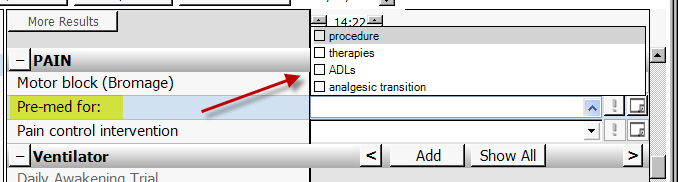 More Results
14:22
procedure
therapies
ADLs
analgesic transition
PAIN
Motor block (Bromage)
Pre-med for:
Pain control intervention
Ventilator
< Add Show All >
Daily Awakening Trial